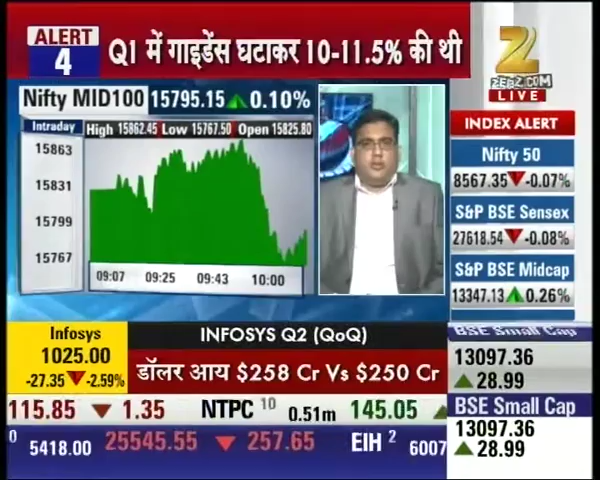 ALERT
4
Q1 में गाइडेंस घटाकर 10-11.5% की थी
Z
ZEEBIZ.COM
LIVE
Nifty MID100 15795.15 0.10%
Intraday High 15862.45 Low 15767.50 Open 15825.80
15863
15831
15799
15767
09:07 09:25 09:43 10:00
INDEX ALERT
Nifty 50
8567.35 -0.07%
S&P BSE Sensex
27618.54 -0.08%
S&P BSE Midcap
13347.13 0.26%
BSE Small Cap
13097.36
28.99
BSE Small Cap
13097.36
28.99
Infosys
1025.00
-27.35 -2.59%
INFOSYS Q2 (QoQ)
डॉलर आय $258 Cr Vs $250 Cr
115.85 1.35 NTPC 10 0.51m 145.05
0 5418.00 25545.55 257.65 EIH 2 6007